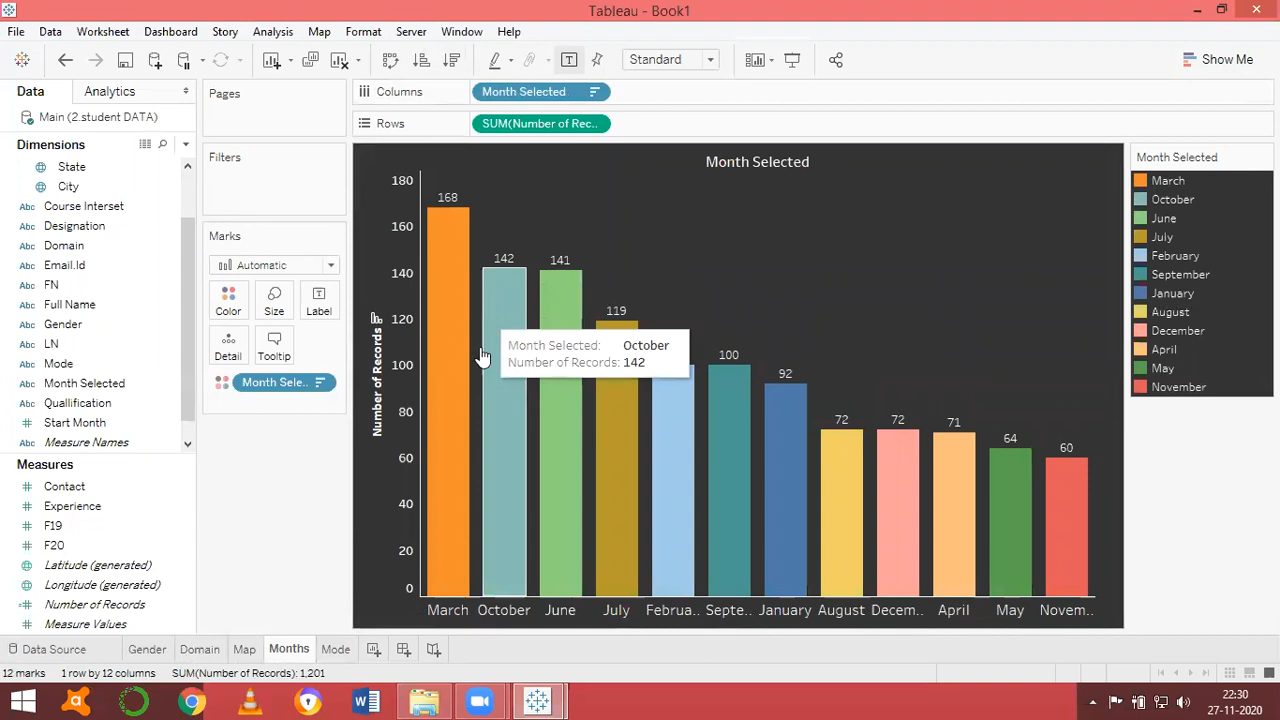 Tableau - Book1
File Data Worksheet Dashboard Story Analysis Map Format Server Window Help
Standard
Show Me
Data Analytics
Main (2.student DATA)
Dimensions
State
City
Course Interset
Designation
Domain
Email.Id
FN
Full Name
Gender
LN
Mode
Month Selected
Quallification
Start Month
Measure Names
Measures
Contact
Experience
F19
F20
Latitude (generated)
Longitude (generated)
Number of Records
Measure Values
Pages
Filters
Marks
Automatic
Color Size Label
Detail Tooltip
Month Sele..
Columns Month Selected
Rows SUM(Number of Rec..
Month Selected
Number of Records
180
160
140
120
100
80
60
40
20
0
168
142
141
119
100
92
72
72
71
64
60
Month Selected: October
Number of Records: 142
March October June July Februa.. Septe.. January August Decem.. April May Novem..
Month Selected
March
October
June
July
February
September
January
August
December
April
May
November
Data Source Gender Domain Map Months Mode
12 marks 1 row by 12 columns SUM(Number of Records): 1,201
22:30
27-11-2020